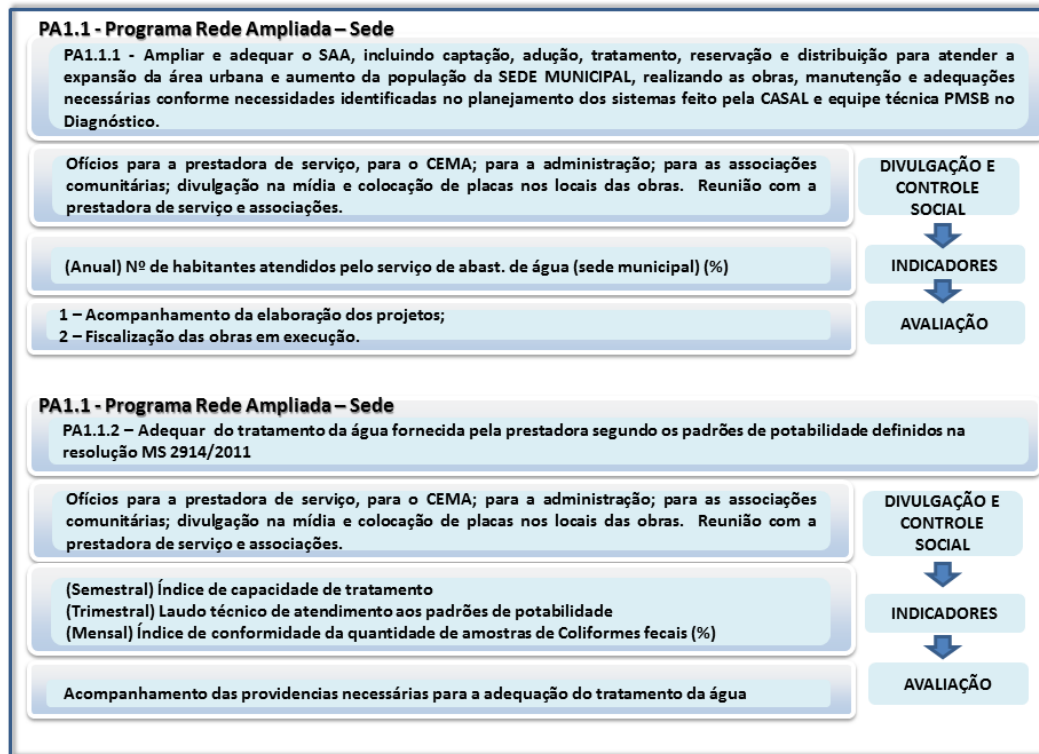 PA1.1 - Programa Rede Ampliada – Sede
PA1.1.1 - Ampliar e adequar o SAA, incluindo captação, adução, tratamento, reservação e distribuição para atender a
expansão da área urbana e aumento da população da SEDE MUNICIPAL, realizando as obras, manutenção e adequações
necessárias conforme necessidades identificadas no planejamento dos sistemas feito pela CASAL e equipe técnica PMSB no
Diagnóstico.
Ofícios para a prestadora de serviço, para o CEMA; para a administração; para as associações
comunitárias; divulgação na mídia e colocação de placas nos locais das obras. Reunião com a
prestadora de serviço e associações.
DIVULGAÇÃO E
CONTROLE
SOCIAL
(Anual) Nº de habitantes atendidos pelo serviço de abast. de água (sede municipal) (%)
INDICADORES
1 – Acompanhamento da elaboração dos projetos;
2 – Fiscalização das obras em execução.
AVALIAÇÃO
PA1.1 - Programa Rede Ampliada – Sede
PA1.1.2 – Adequar do tratamento da água fornecida pela prestadora segundo os padrões de potabilidade definidos na
resolução MS 2914/2011
Ofícios para a prestadora de serviço, para o CEMA; para a administração; para as associações
comunitárias; divulgação na mídia e colocação de placas nos locais das obras. Reunião com a
prestadora de serviço e associações.
DIVULGAÇÃO E
CONTROLE
SOCIAL
(Semestral) Índice de capacidade de tratamento
(Trimestral) Laudo técnico de atendimento aos padrões de potabilidade
(Mensal) Índice de conformidade da quantidade de amostras de Coliformes fecais (%)
INDICADORES
Acompanhamento das providencias necessárias para a adequação do tratamento da água
AVALIAÇÃO